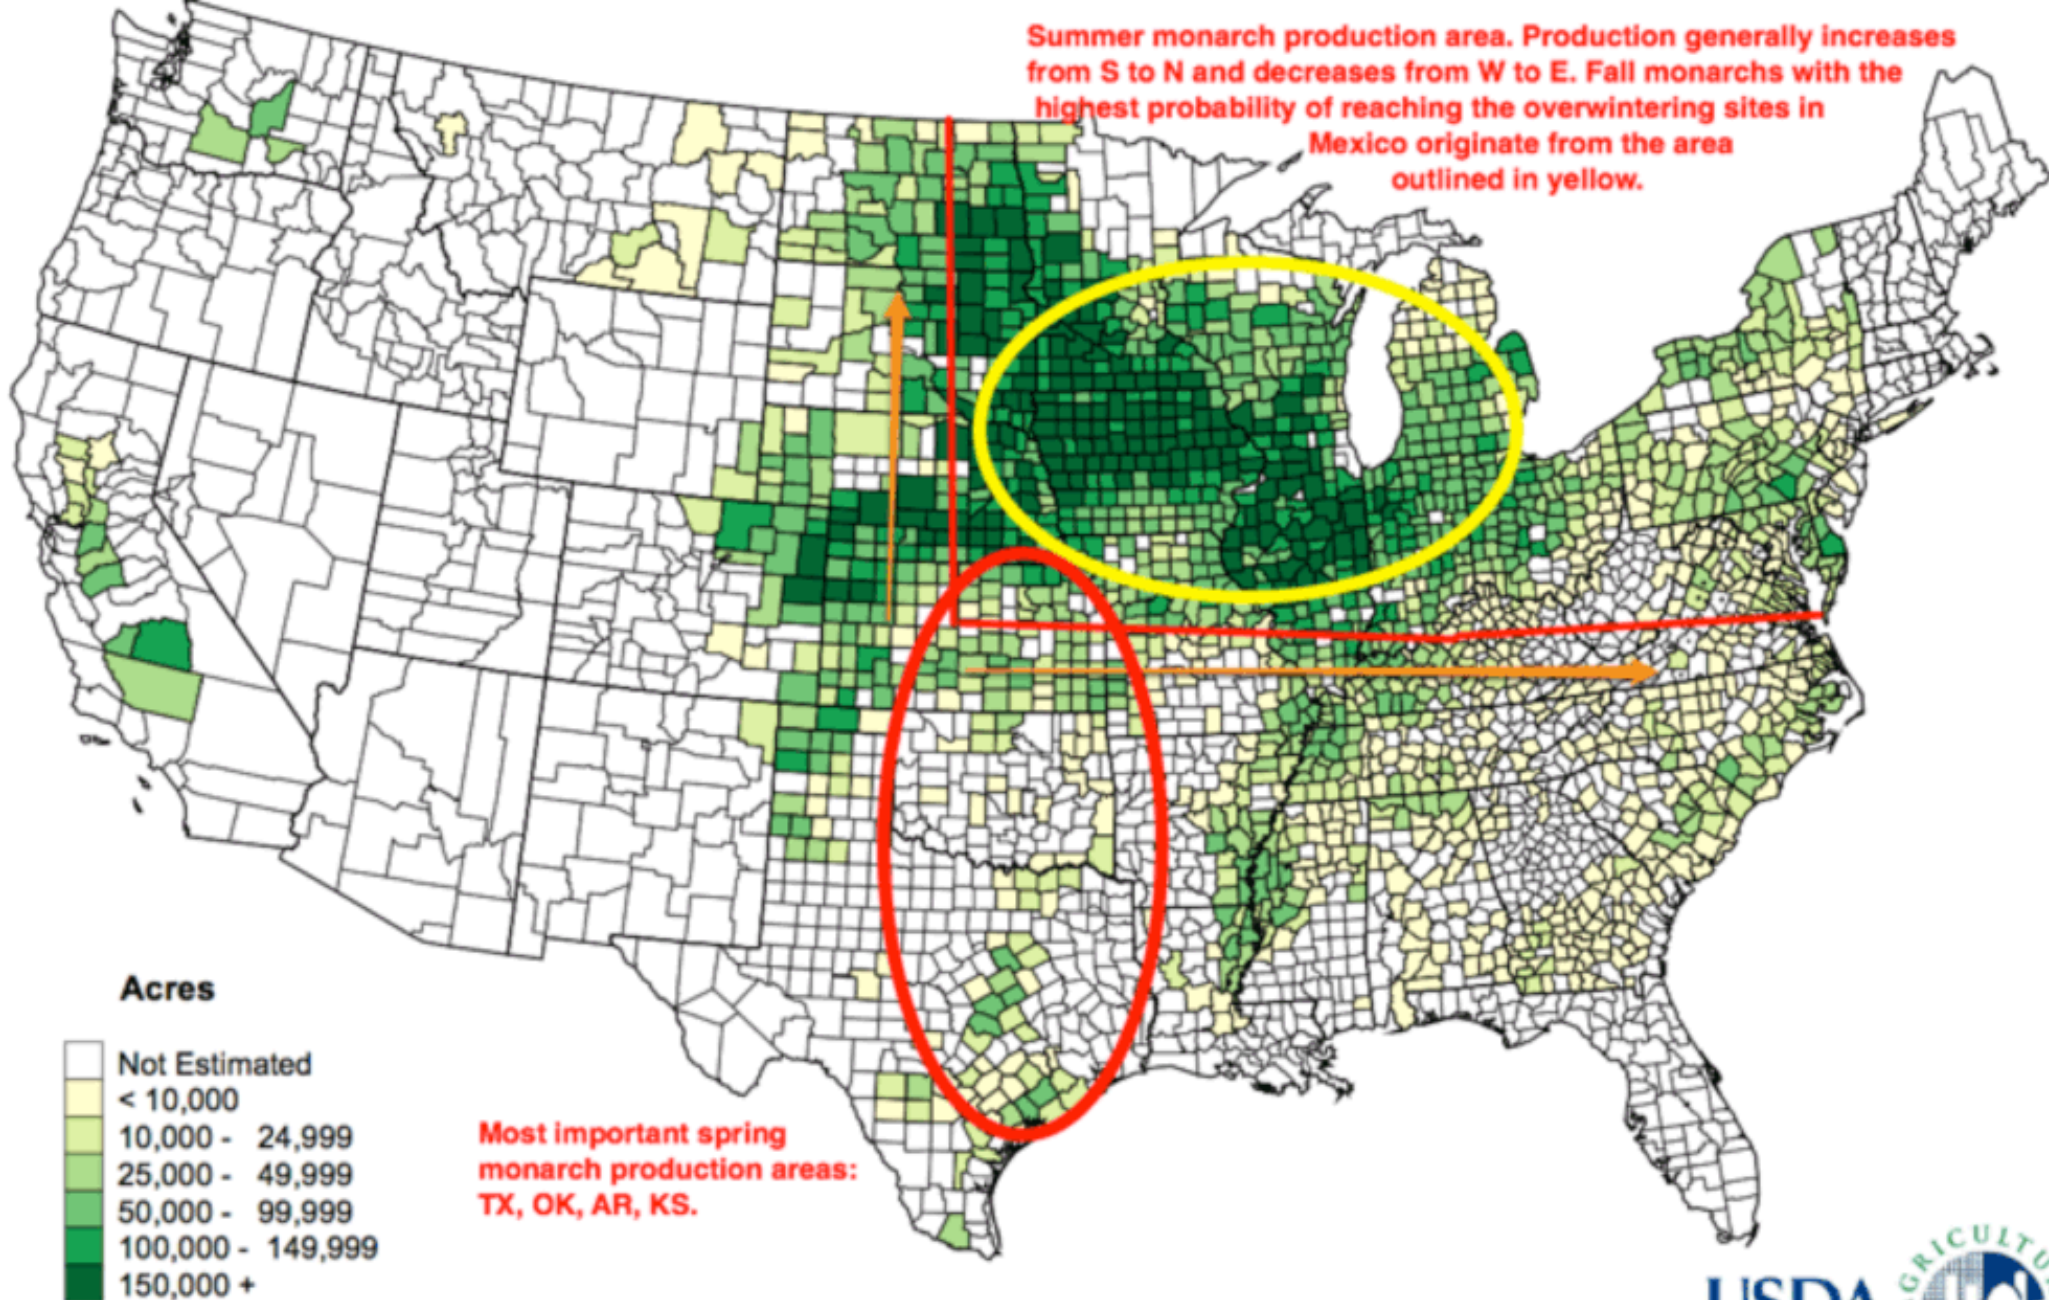 Summer monarch production area. Production generally increases
from S to N and decreases from W to E. Fall monarchs with the
highest probability of reaching the overwintering sites in
Mexico originate from the area
outlined in yellow.
Acres
Not Estimated
< 10,000
10,000 - 24,999
25,000 - 49,999
50,000 - 99,999
100,000 - 149,999
150,000 +
Most important spring
monarch production areas:
TX, OK, AR, KS.
USDA